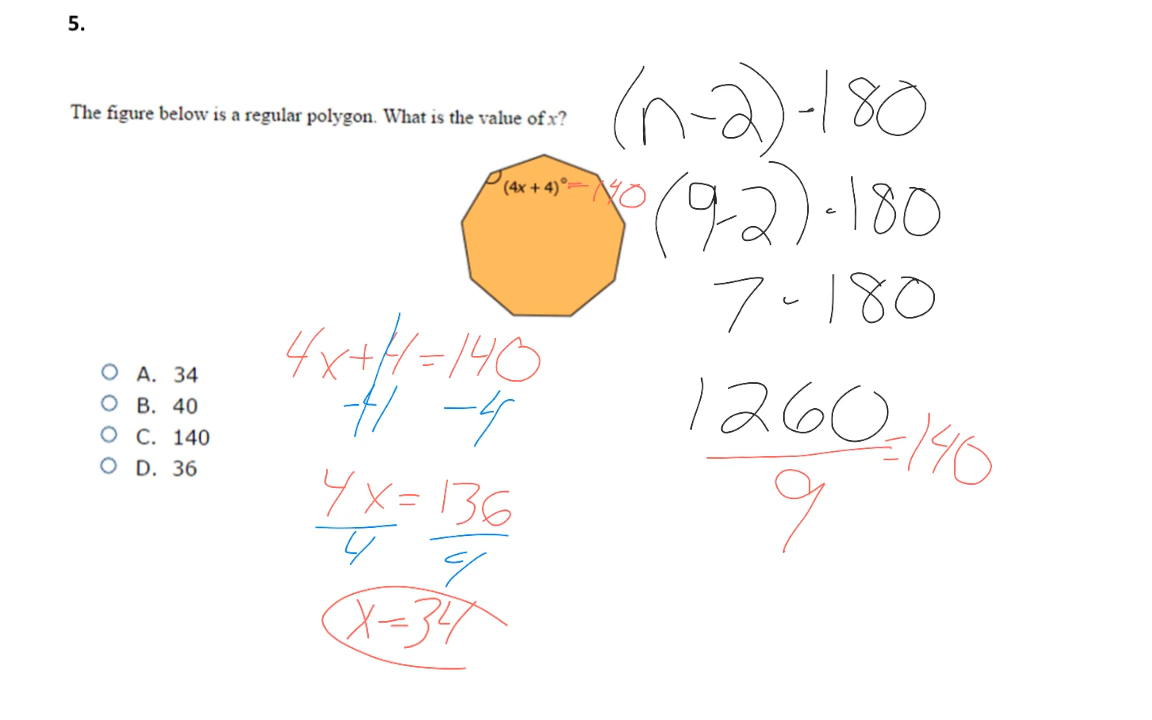 5.
The figure below is a regular polygon. What is the value of x?
(4x + 4)° = 140
(n-2)·180
(9-2)·180
7·180
1260
9
=140
A. 34
B. 40
C. 140
D. 36
4x+4=140
-4 -4
4x=136
4 4
x=34